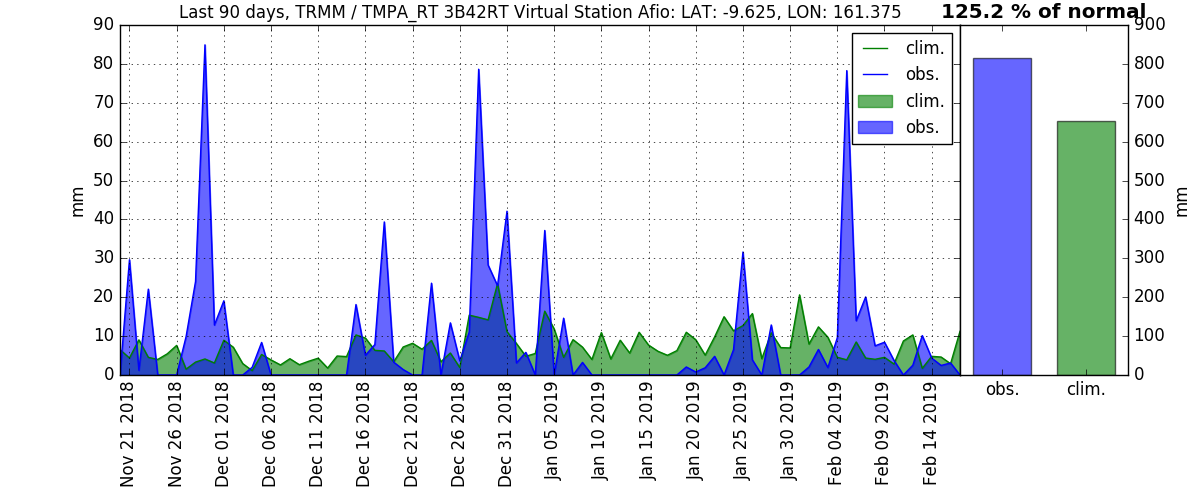 Last 90 days, TRMM / TMPA_RT 3B42RT Virtual Station Afio: LAT: -9.625, LON: 161.375
125.2 % of normal
90
80
70
60
50
40
30
20
10
0
mm
clim.
obs.
clim.
obs.
900
800
700
600
500
400
300
200
100
0
mm
obs.
clim.
Nov 21 2018
Nov 26 2018
Dec 01 2018
Dec 06 2018
Dec 11 2018
Dec 16 2018
Dec 21 2018
Dec 26 2018
Dec 31 2018
Jan 05 2019
Jan 10 2019
Jan 15 2019
Jan 20 2019
Jan 25 2019
Jan 30 2019
Feb 04 2019
Feb 09 2019
Feb 14 2019